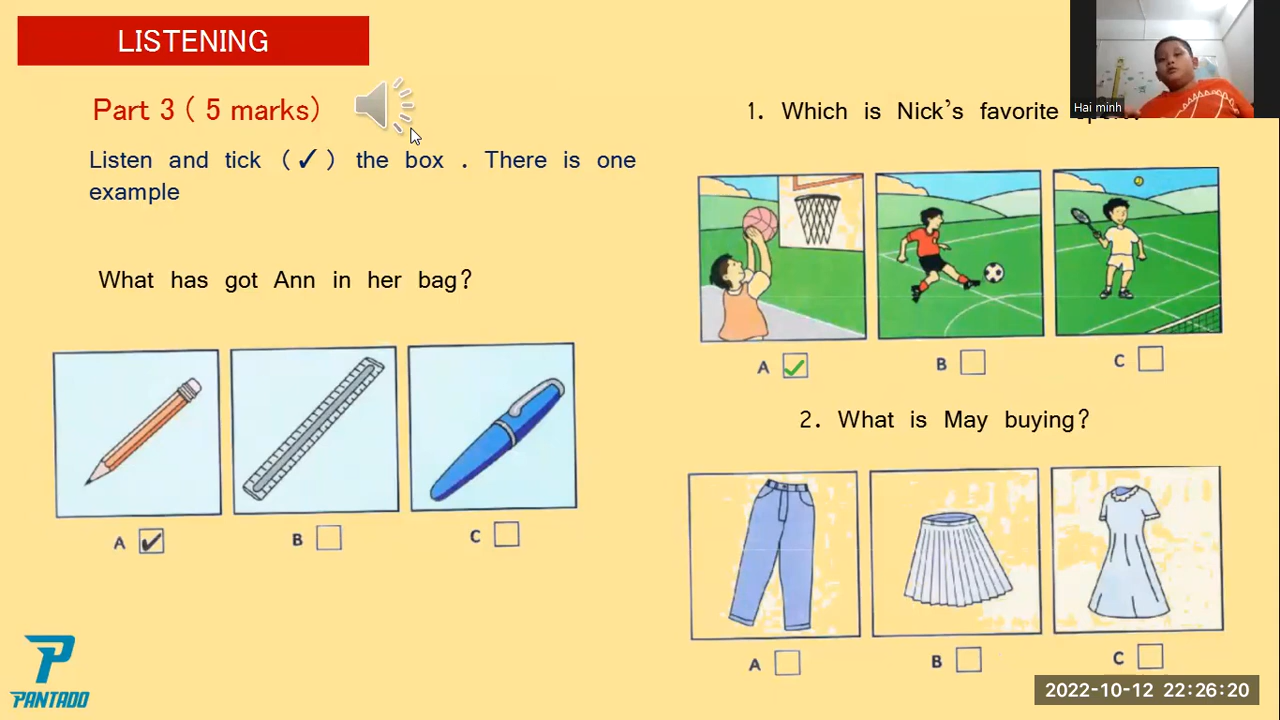 LISTENING
Part 3 ( 5 marks)
Listen and tick (✓) the box . There is one
example
What has got Ann in her bag?
A ✔
B
C
1. Which is Nick's favorite
Hai minh
A ✓
B
C
2. What is May buying?
A
B
C
PANTADO
2022-10-12 22:26:20